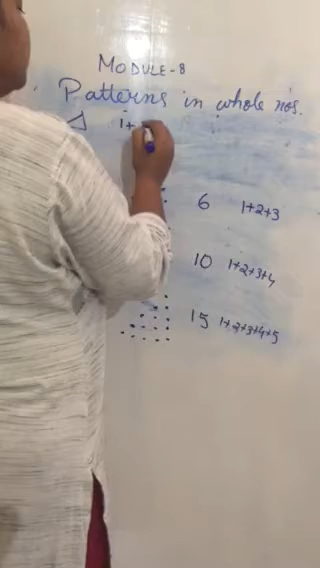 MODULE-8
Patterns in whole nos.
1+
6 1+2+3
10 1+2+3+4
15 1+2+3+4+5